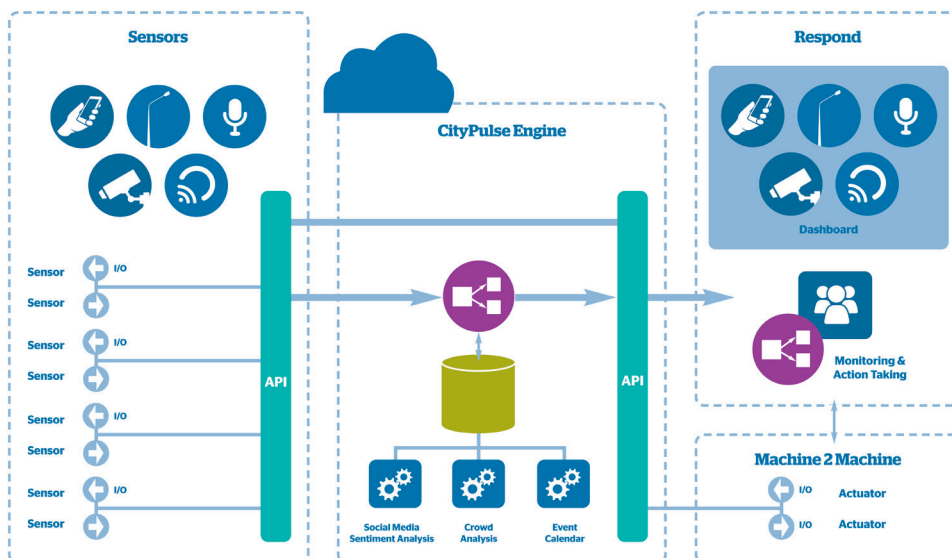 Sensors
CityPulse Engine
Respond
Dashboard
Sensor
I/O
Sensor
Sensor
I/O
Sensor
Sensor
I/O
Sensor
Sensor
I/O
Sensor
API
API
Social Media
Sentiment Analysis
Crowd
Analysis
Event
Calendar
Monitoring &
Action Taking
Machine 2 Machine
I/O
Actuator
I/O
Actuator